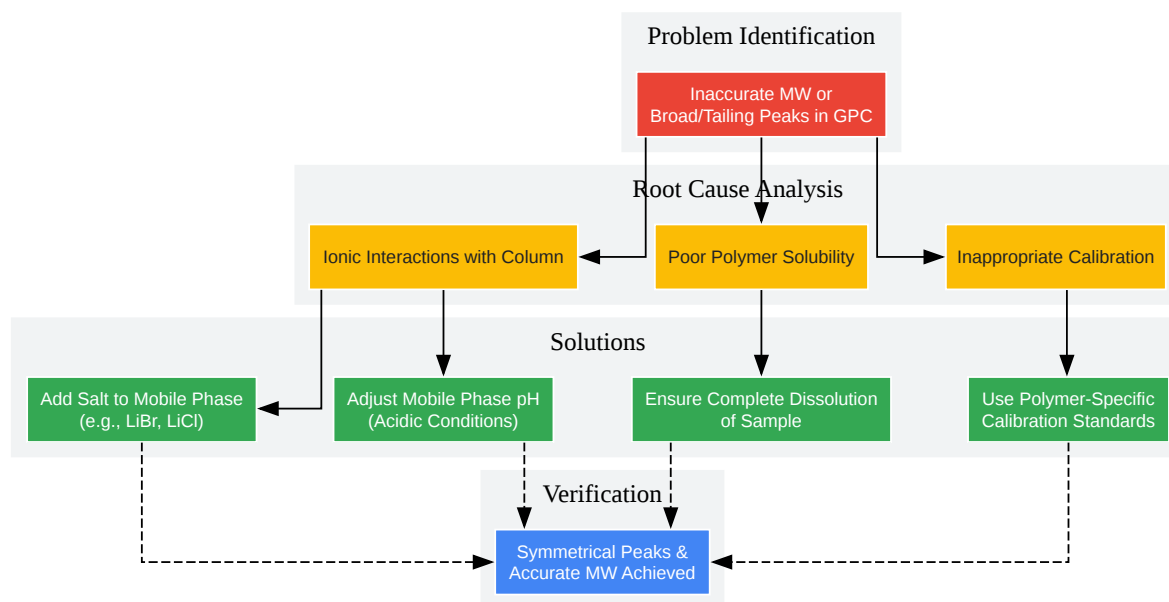 Problem Identification
Inaccurate MW or
Broad/Tailing Peaks in GPC
Root Cause Analysis
Ionic Interactions with Column
Poor Polymer Solubility
Inappropriate Calibration
Solutions
Add Salt to Mobile Phase
(e.g., LiBr, LiCl)
Adjust Mobile Phase pH
(Acidic Conditions)
Ensure Complete Dissolution
of Sample
Use Polymer-Specific
Calibration Standards
Verification
Symmetrical Peaks &
Accurate MW Achieved